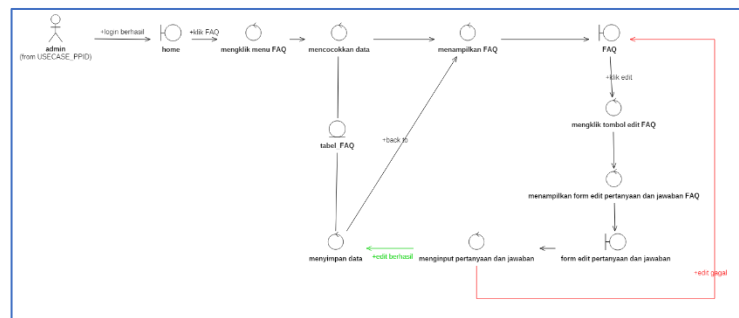 +login berhasil
+klik FAQ
admin
(from USECASE_PPID)
home
mengklik menu FAQ
mencocokkan data
menampilkan FAQ
FAQ
+klik edit
mengklik tombol edit FAQ
tabel_FAQ
+back to
menampilkan form edit pertanyaan dan jawaban FAQ
menyimpan data
+edit berhasil
menginput pertanyaan dan jawaban
form edit pertanyaan dan jawaban
+edit gagal